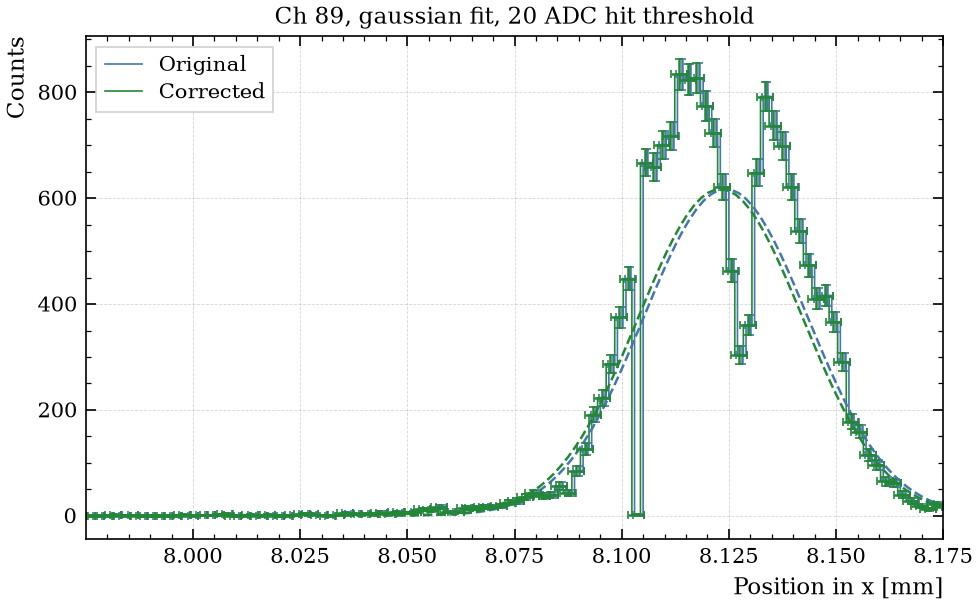 Ch 89, gaussian fit, 20 ADC hit threshold
Counts
Original
Corrected
800
600
400
200
0
8.000 8.025 8.050 8.075 8.100 8.125 8.150 8.175
Position in x [mm]